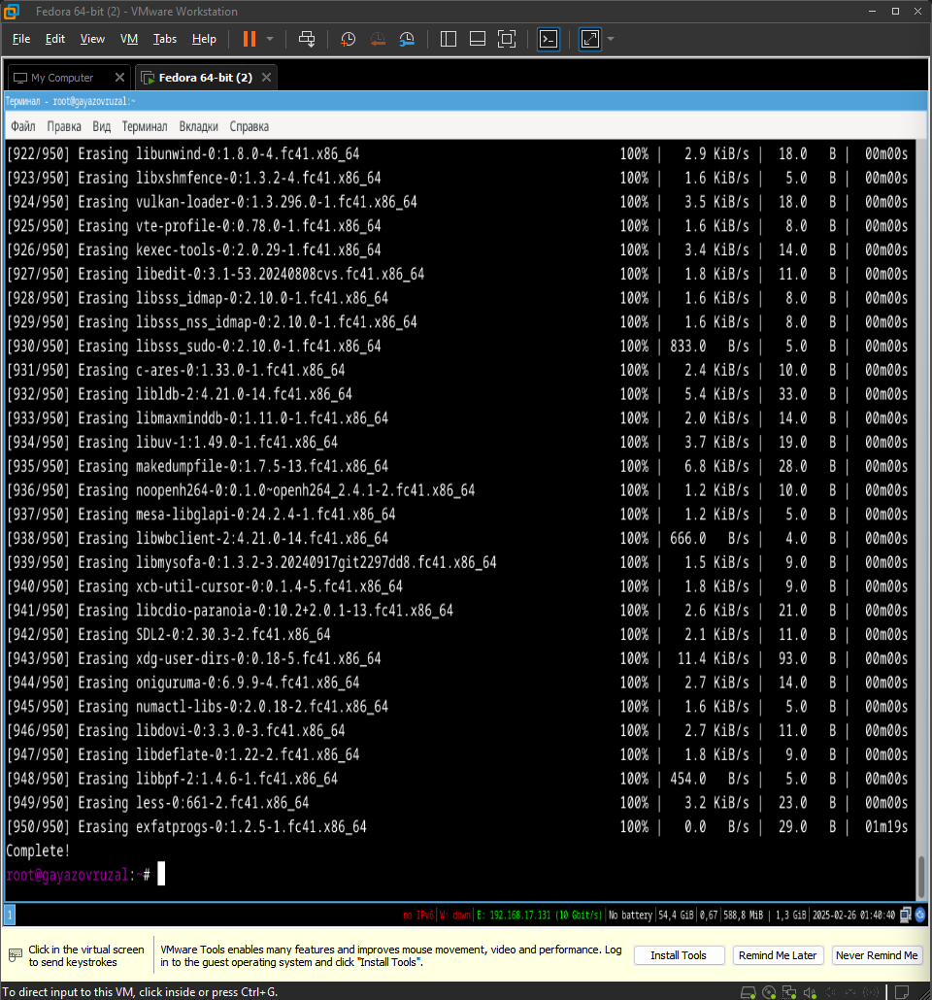 Fedora 64-bit (2) - VMware Workstation
File Edit View VM Tabs Help
My Computer Fedora 64-bit (2)
Терминал - root@gayazovruzal:~
Файл Правка Вид Терминал Вкладки Справка
[922/950] Erasing libunwind-0:1.8.0-4.fc41.x86_64 100% | 2.9 KiB/s | 18.0 B | 00m00s
[923/950] Erasing libxshmfence-0:1.3.2-4.fc41.x86_64 100% | 1.6 KiB/s | 5.0 B | 00m00s
[924/950] Erasing vulkan-loader-0:1.3.296.0-1.fc41.x86_64 100% | 3.5 KiB/s | 18.0 B | 00m00s
[925/950] Erasing vte-profile-0:0.78.0-1.fc41.x86_64 100% | 1.6 KiB/s | 8.0 B | 00m00s
[926/950] Erasing kexec-tools-0:2.0.29-1.fc41.x86_64 100% | 3.4 KiB/s | 14.0 B | 00m00s
[927/950] Erasing libedit-0:3.1-53.20240808cvs.fc41.x86_64 100% | 1.8 KiB/s | 11.0 B | 00m00s
[928/950] Erasing libsss_idmap-0:2.10.0-1.fc41.x86_64 100% | 1.6 KiB/s | 8.0 B | 00m00s
[929/950] Erasing libsss_nss_idmap-0:2.10.0-1.fc41.x86_64 100% | 1.6 KiB/s | 8.0 B | 00m00s
[930/950] Erasing libsss_sudo-0:2.10.0-1.fc41.x86_64 100% | 833.0 B/s | 5.0 B | 00m00s
[931/950] Erasing c-ares-0:1.33.0-1.fc41.x86_64 100% | 2.4 KiB/s | 10.0 B | 00m00s
[932/950] Erasing libldb-2:4.21.0-14.fc41.x86_64 100% | 5.4 KiB/s | 33.0 B | 00m00s
[933/950] Erasing libmaxminddb-0:1.11.0-1.fc41.x86_64 100% | 2.0 KiB/s | 14.0 B | 00m00s
[934/950] Erasing libuv-1:1.49.0-1.fc41.x86_64 100% | 3.7 KiB/s | 19.0 B | 00m00s
[935/950] Erasing makedumpfile-0:1.7.5-13.fc41.x86_64 100% | 6.8 KiB/s | 28.0 B | 00m00s
[936/950] Erasing noopenh264-0:0.1.0~openh264_2.4.1-2.fc41.x86_64 100% | 1.2 KiB/s | 10.0 B | 00m00s
[937/950] Erasing mesa-libglapi-0:24.2.4-1.fc41.x86_64 100% | 1.2 KiB/s | 5.0 B | 00m00s
[938/950] Erasing libwbclient-2:4.21.0-14.fc41.x86_64 100% | 666.0 B/s | 4.0 B | 00m00s
[939/950] Erasing libmysofa-0:1.3.2-3.20240917git2297dd8.fc41.x86_64 100% | 1.5 KiB/s | 9.0 B | 00m00s
[940/950] Erasing xcb-util-cursor-0:0.1.4-5.fc41.x86_64 100% | 1.8 KiB/s | 9.0 B | 00m00s
[941/950] Erasing libcdio-paranoia-0:10.2+2.0.1-13.fc41.x86_64 100% | 2.6 KiB/s | 21.0 B | 00m00s
[942/950] Erasing SDL2-0:2.30.3-2.fc41.x86_64 100% | 2.1 KiB/s | 11.0 B | 00m00s
[943/950] Erasing xdg-user-dirs-0:0.18-5.fc41.x86_64 100% | 11.4 KiB/s | 93.0 B | 00m00s
[944/950] Erasing oniguruma-0:6.9.9-4.fc41.x86_64 100% | 2.7 KiB/s | 14.0 B | 00m00s
[945/950] Erasing numactl-libs-0:2.0.18-2.fc41.x86_64 100% | 1.6 KiB/s | 5.0 B | 00m00s
[946/950] Erasing libdovi-0:3.3.0-3.fc41.x86_64 100% | 2.7 KiB/s | 11.0 B | 00m00s
[947/950] Erasing libdeflate-0:1.22-2.fc41.x86_64 100% | 1.8 KiB/s | 9.0 B | 00m00s
[948/950] Erasing libbpf-2:1.4.6-1.fc41.x86_64 100% | 454.0 B/s | 5.0 B | 00m00s
[949/950] Erasing less-0:661-2.fc41.x86_64 100% | 3.2 KiB/s | 23.0 B | 00m00s
[950/950] Erasing exfatprogs-0:1.2.5-1.fc41.x86_64 100% | 0.0 B/s | 29.0 B | 01m19s
Complete!
root@gayazovruzal:~#
1 no IPv6| W: down| E: 192.168.17.131 (10 Gbit/s)| No battery| 54,4 GiB| 0,67| 588,8 MiB | 1,3 GiB| 2025-02-26 01:40:40
Click in the virtual screen
to send keystrokes
VMware Tools enables many features and improves mouse movement, video and performance. Log
in to the guest operating system and click "Install Tools".
Install Tools Remind Me Later Never Remind Me
To direct input to this VM, click inside or press Ctrl+G.